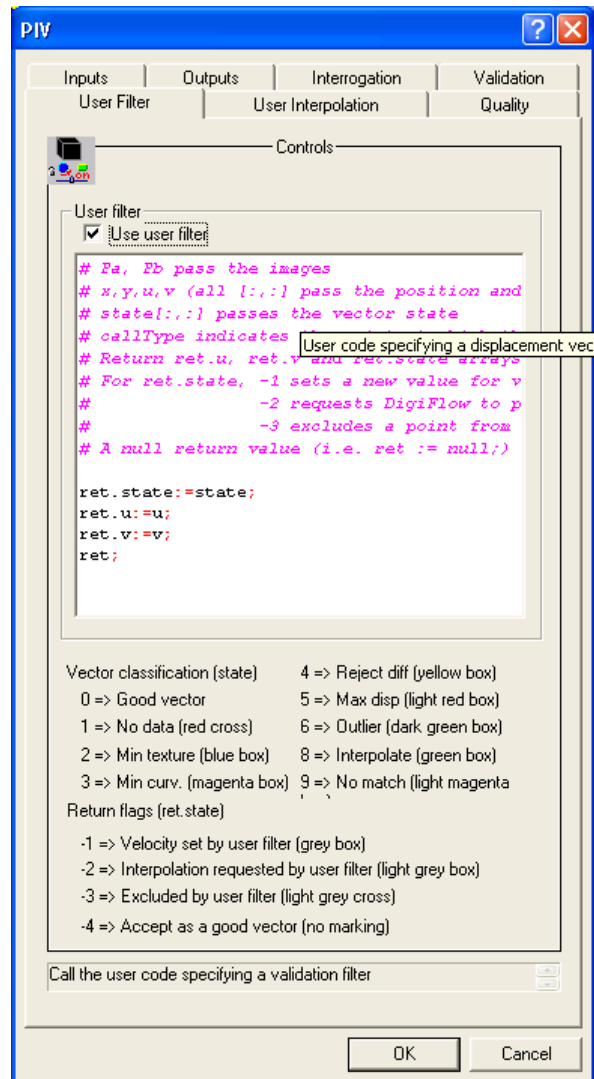 PIV
Inputs Outputs Interrogation Validation
User Filter User Interpolation Quality
Controls
on
User filter
Use user filter
# Pa, Pb pass the images
# x,y,u,v (all [:,:] pass the position and
# state[:,:] passes the vector state
# callType indicates
User code specifying a displacement vec
# Return ret.u, ret.v and ret.state arrays
# For ret.state, -1 sets a new value for v
# -2 requests DigiFlow to p
# -3 excludes a point from
# A null return value (i.e. ret := null;)
ret.state:=state;
ret.u:=u;
ret.v:=v;
ret;
Vector classification (state) 4 => Reject diff (yellow box)
0 => Good vector 5 => Max disp (light red box)
1 => No data (red cross) 6 => Outlier (dark green box)
2 => Min texture (blue box) 8 => Interpolate (green box)
3 => Min curv. (magenta box) 9 => No match (light magenta
Return flags (ret.state)
-1 => Velocity set by user filter (grey box)
-2 => Interpolation requested by user filter (light grey box)
-3 => Excluded by user filter (light grey cross)
-4 => Accept as a good vector (no marking)
Call the user code specifying a validation filter
OK Cancel